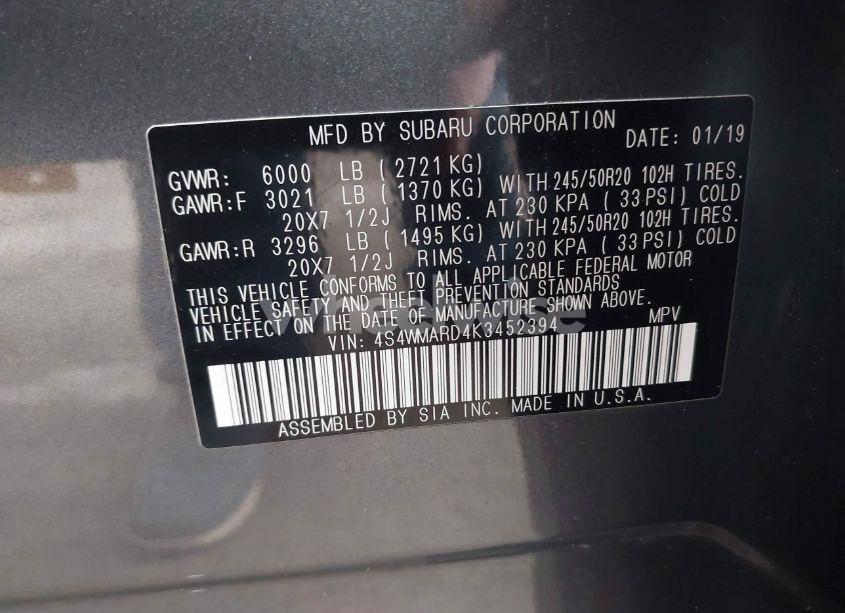 MFD BY SUBARU CORPORATION DATE: 01/19
GVWR: 6000 LB ( 2721 KG)
GAWR:F 3021 LB ( 1370 KG) WITH 245/50R20 102H TIRES.
20X7 1/2J RIMS. AT 230 KPA ( 33 PSI) COLD
GAWR:R 3296 LB ( 1495 KG) WITH 245/50R20 102H TIRES.
20X7 1/2J RIMS. AT 230 KPA ( 33 PSI) COLD
THIS VEHICLE CONFORMS TO ALL APPLICABLE FEDERAL MOTOR
VEHICLE SAFETY AND THEFT PREVENTION STANDARDS
IN EFFECT ON THE DATE OF MANUFACTURE SHOWN ABOVE.
VIN: 4S4WMARD4K3452394 MPV
ASSEMBLED BY SIA INC. MADE IN U.S.A.